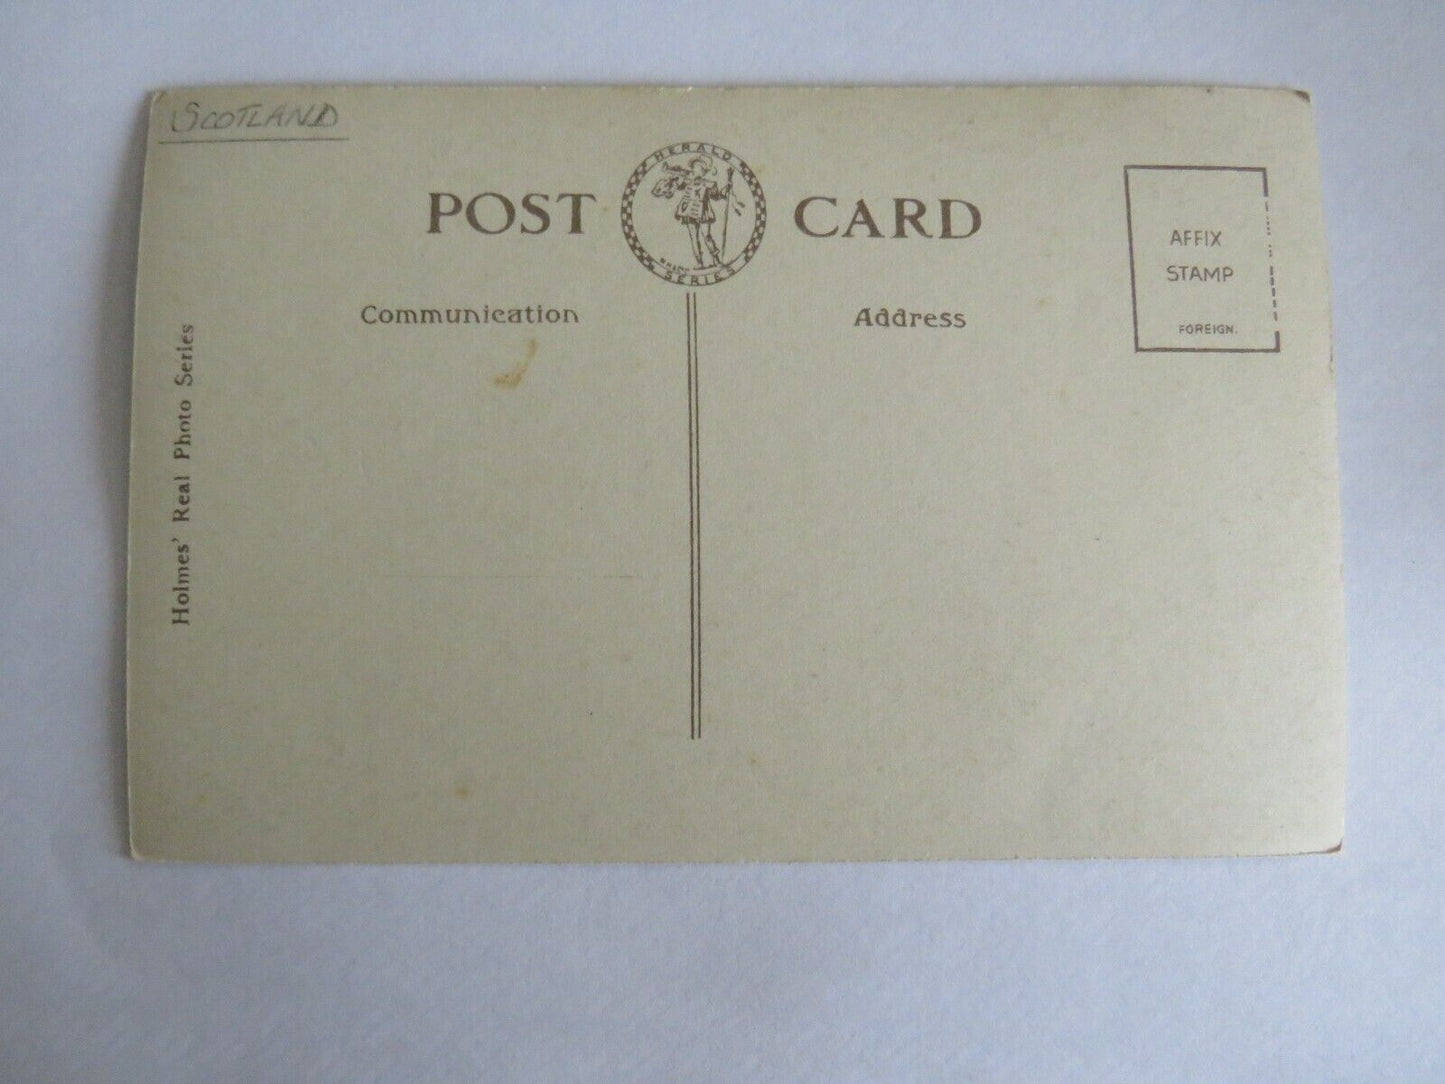 SCOTLAND
POST CARD
HERALD
SERIES
AFFIX
STAMP
FOREIGN.
Communication
Address
Holmes' Real Photo Series